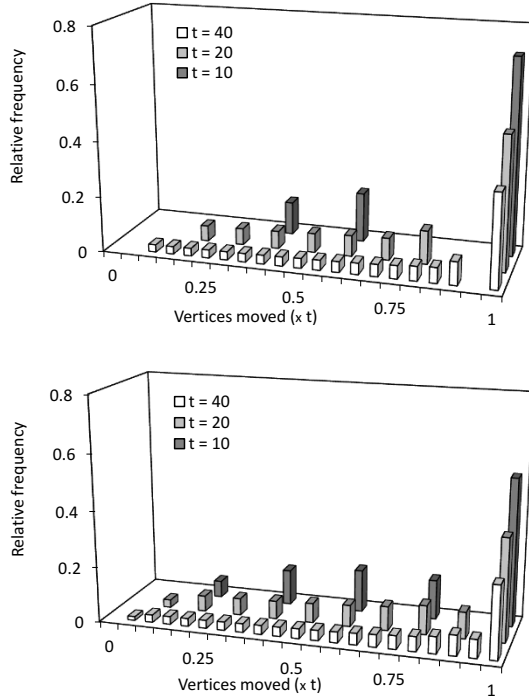 0.8
t = 40
t = 20
t = 10
0.6
Relative frequency
0.4
0.2
0
0
0.25
0.5
0.75
1
Vertices moved (x t)
0.8
t = 40
t = 20
t = 10
0.6
Relative frequency
0.4
0.2
0
0
0.25
0.5
0.75
1
Vertices moved (x t)